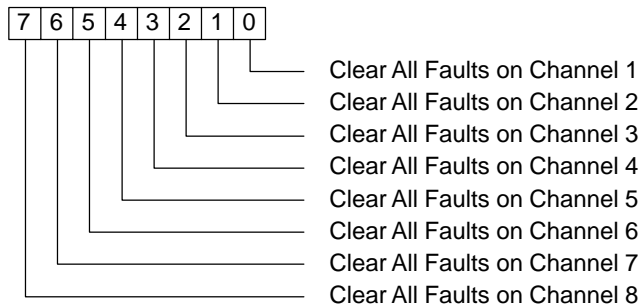 7 6 5 4 3 2 1 0
Clear All Faults on Channel 1
Clear All Faults on Channel 2
Clear All Faults on Channel 3
Clear All Faults on Channel 4
Clear All Faults on Channel 5
Clear All Faults on Channel 6
Clear All Faults on Channel 7
Clear All Faults on Channel 8